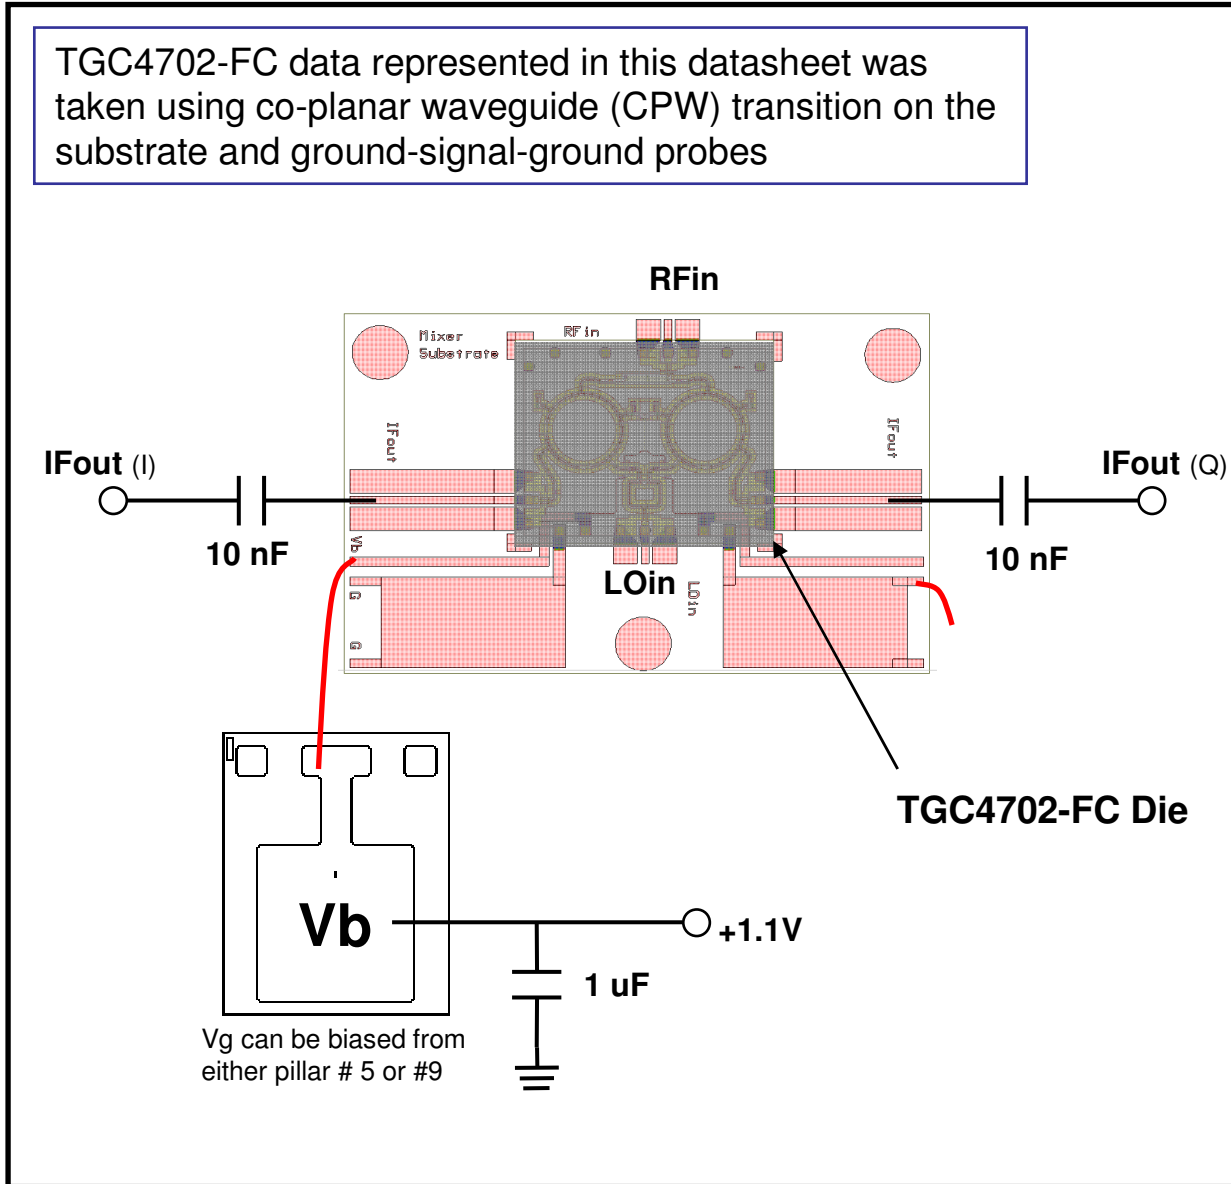 TGC4702-FC data represented in this datasheet was
taken using co-planar waveguide (CPW) transition on the
substrate and ground-signal-ground probes
RFin
Mixer
Substrate
RFin
IFout
IFout
IFout (I)
IFout (Q)
10 nF
10 nF
Vb
LOin
LOin
G
G
TGC4702-FC Die
Vb
+1.1V
1 uF
Vg can be biased from
either pillar # 5 or #9